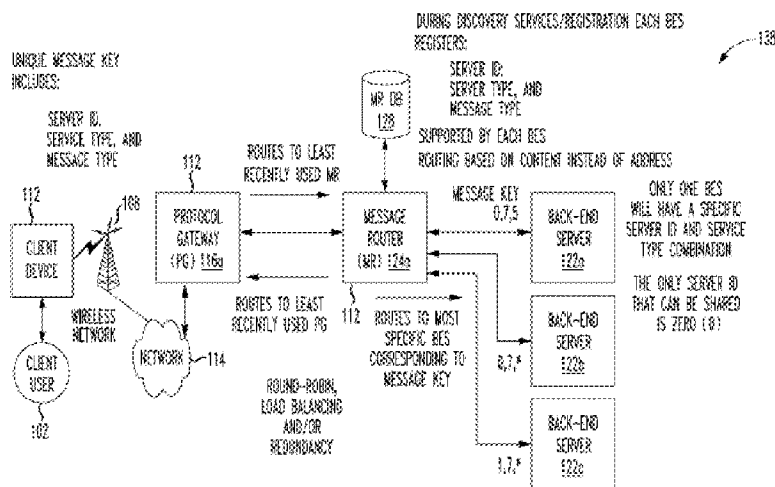 DURING DISCOVERY SERVICES/REGISTRATION EACH BES
REGISTERS:
138
SERVER ID;
SERVER TYPE, AND
MESSAGE TYPE
SUPPORTED BY EACH BES
ROUTING BASED ON CONTENT INSTEAD OF ADDRESS
UNIQUE MESSAGE KEY
INCLUDES:
SERVER ID;
SERVICE TYPE, AND
MESSAGE TYPE
MR DB
128
112
CLIENT
DEVICE
108
WIRELESS
NETWORK
CLIENT
USER
102
112
PROTOCOL
GATEWAY
(PG) 116a
NETWORK
114
ROUTES TO LEAST
RECENTLY USED MR
ROUTES TO LEAST
RECENTLY USED PG
ROUND-ROBIN,
LOAD BALANCING
AND/OR
REDUNDANCY
MESSAGE
ROUTER
(MR) 124a
112
ROUTES TO MOST
SPECIFIC BES
CORRESPONDING TO
MESSAGE KEY
MESSAGE KEY
0,7,5
BACK-END
SERVER
122a
BACK-END
SERVER
122b
,7,*
BACK-END
SERVER
1,7,*
ONLY ONE BES
WILL HAVE A SPECIFIC
SERVER ID AND SERVICE
TYPE COMBINATION
THE ONLY SERVER ID
THAT CAN BE SHARED
IS ZERO (0)